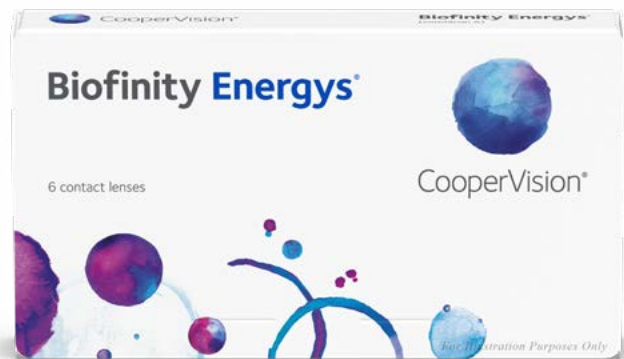 CooperVision®
Biofinity Energys®
Biofinity Energys®
CooperVision®
6 contact lenses
For Illustration Purposes Only